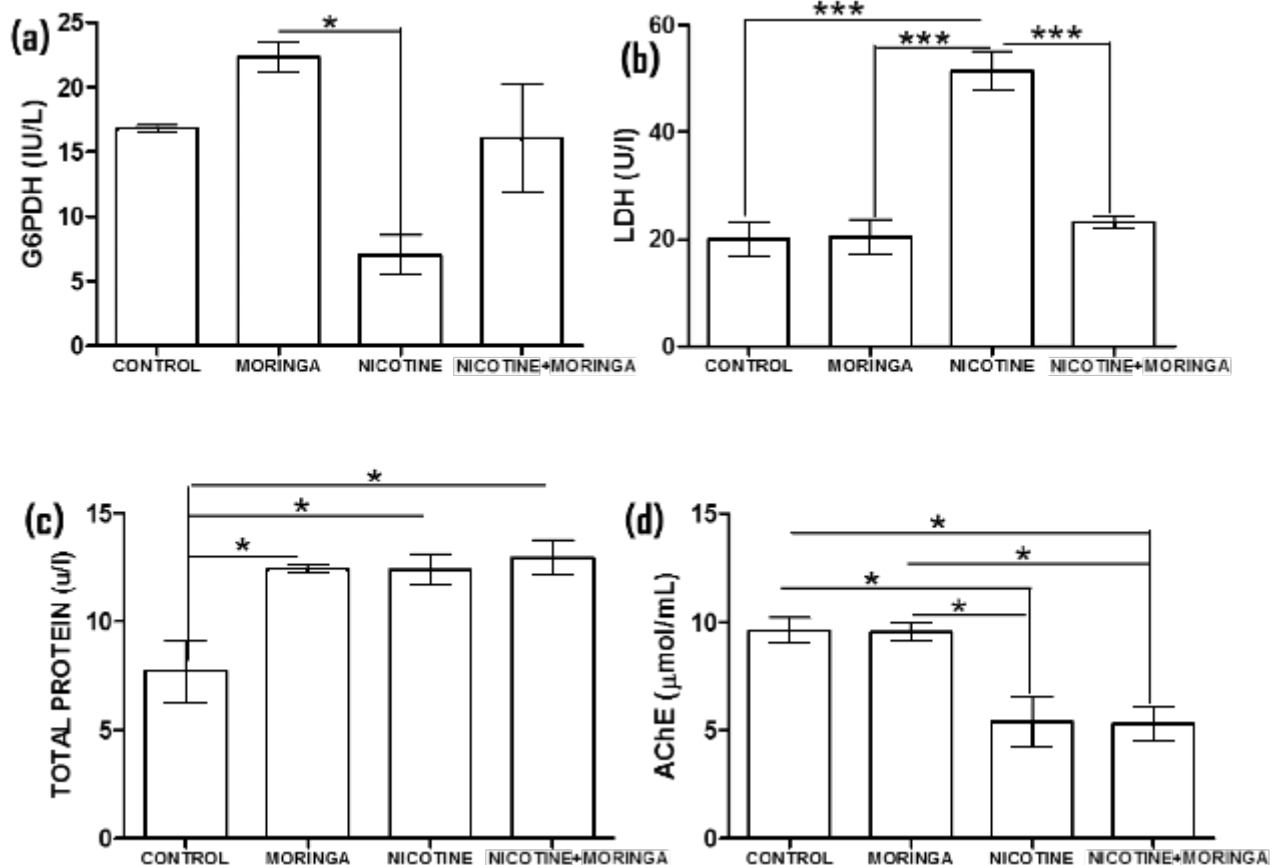 (a)
G6PDH (IU/L)
25
20
15
10
5
0
*
CONTROL MORINGA NICOTINE NICOTINE+MORINGA
(b)
LDH (U/l)
60
40
20
0
***
*** ***
CONTROL MORINGA NICOTINE NICOTINE+MORINGA
(c)
TOTAL PROTEIN (u/l)
15
10
5
0
*
*
*
CONTROL MORINGA NICOTINE NICOTINE+MORINGA
(d)
AChE (μmol/mL)
15
10
5
0
*
*
*
*
CONTROL MORINGA NICOTINE NICOTINE+MORINGA